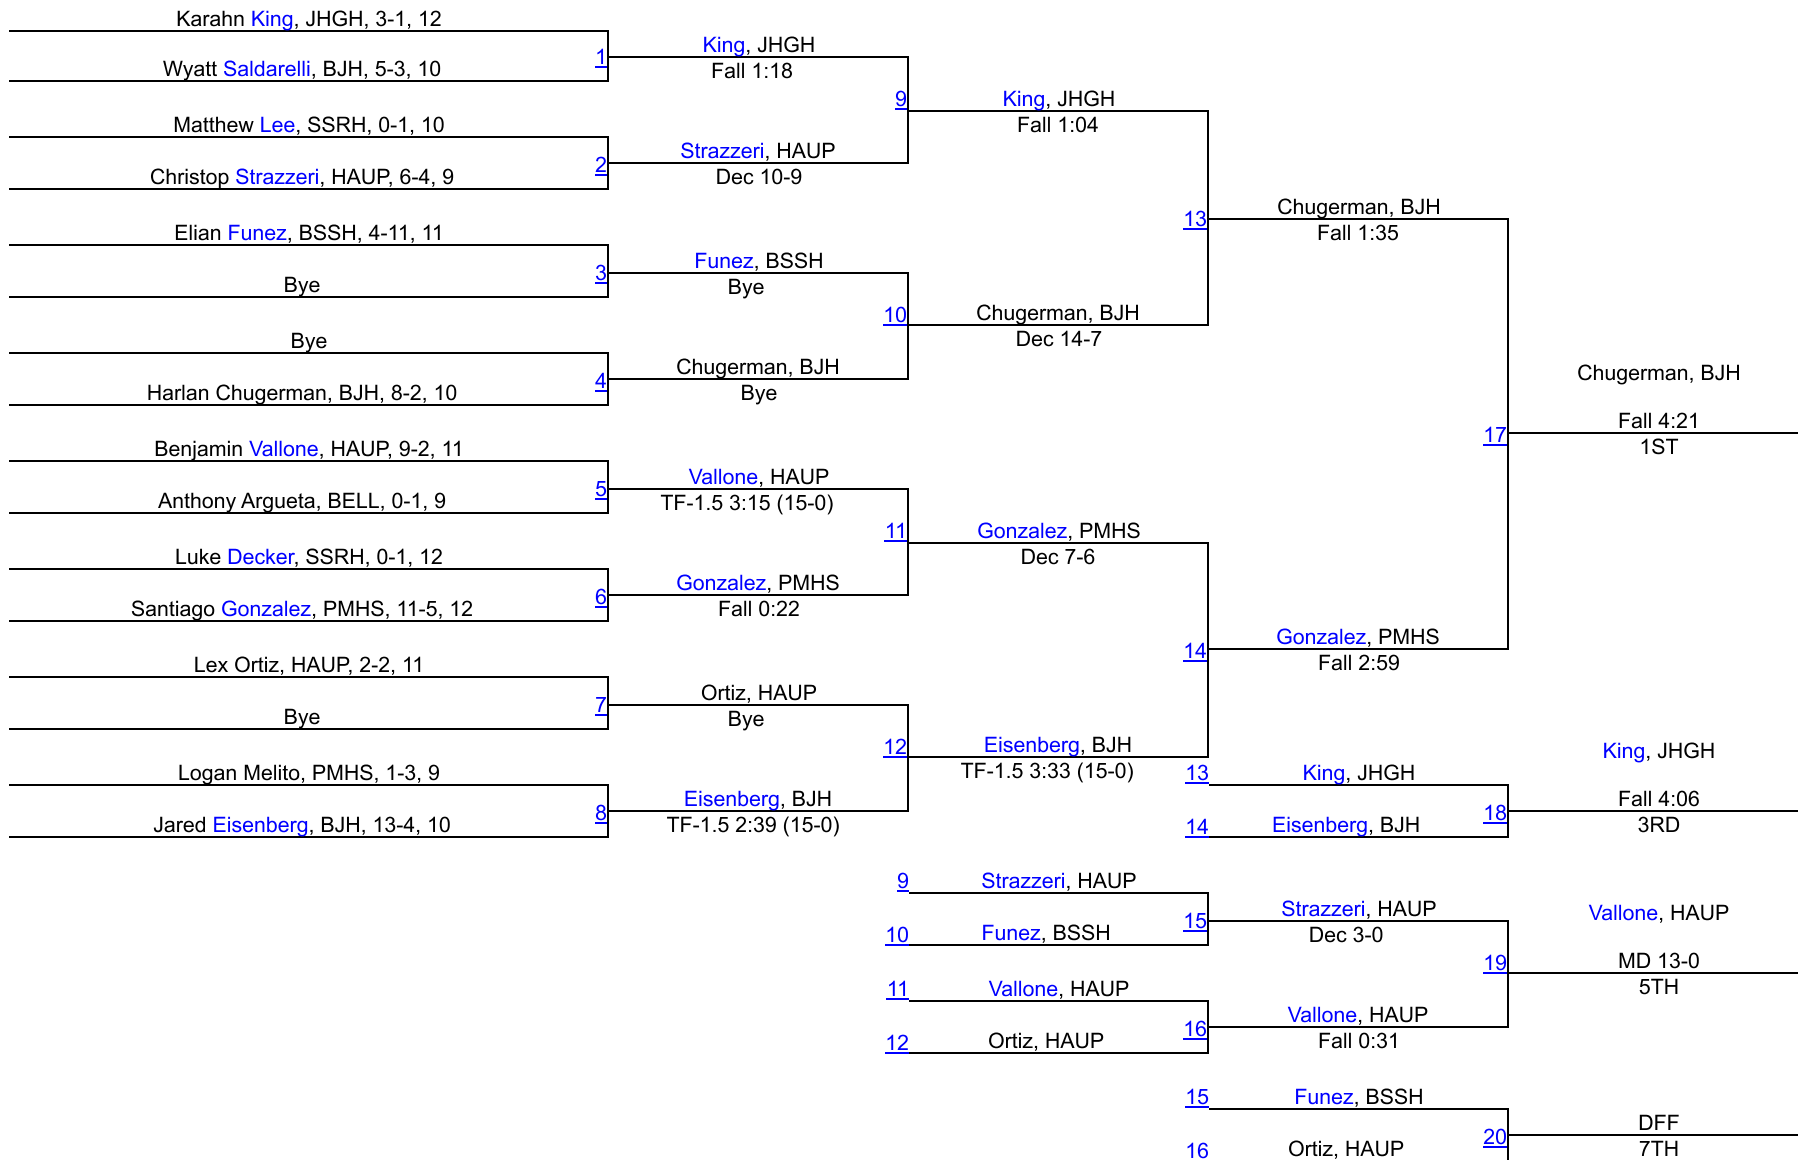 Karahn King, JHGH, 3-1, 12
1
Wyatt Saldarelli, BJH, 5-3, 10
Matthew Lee, SSRH, 0-1, 10
2
Christop Strazzeri, HAUP, 6-4, 9
Elian Funez, BSSH, 4-11, 11
3
Bye
Bye
4
Harlan Chugerman, BJH, 8-2, 10
Benjamin Vallone, HAUP, 9-2, 11
5
Anthony Argueta, BELL, 0-1, 9
Luke Decker, SSRH, 0-1, 12
6
Santiago Gonzalez, PMHS, 11-5, 12
Lex Ortiz, HAUP, 2-2, 11
7
Bye
Logan Melito, PMHS, 1-3, 9
8
Jared Eisenberg, BJH, 13-4, 10
King, JHGH
Fall 1:18
9
Strazzeri, HAUP
Dec 10-9
Funez, BSSH
Bye
10
Chugerman, BJH
Bye
Vallone, HAUP
TF-1.5 3:15 (15-0)
11
Gonzalez, PMHS
Fall 0:22
Ortiz, HAUP
Bye
12
Eisenberg, BJH
TF-1.5 2:39 (15-0)
King, JHGH
Fall 1:04
13
Chugerman, BJH
Dec 14-7
Gonzalez, PMHS
Dec 7-6
14
Eisenberg, BJH
TF-1.5 3:33 (15-0)
Chugerman, BJH
Fall 1:35
17
Gonzalez, PMHS
Fall 2:59
Chugerman, BJH
Fall 4:21
1ST
13
King, JHGH
18
14
Eisenberg, BJH
King, JHGH
Fall 4:06
3RD
9
Strazzeri, HAUP
15
10
Funez, BSSH
11
Vallone, HAUP
16
12
Ortiz, HAUP
Strazzeri, HAUP
Dec 3-0
19
Vallone, HAUP
Fall 0:31
Vallone, HAUP
MD 13-0
5TH
15
Funez, BSSH
20
16
Ortiz, HAUP
DFF
7TH